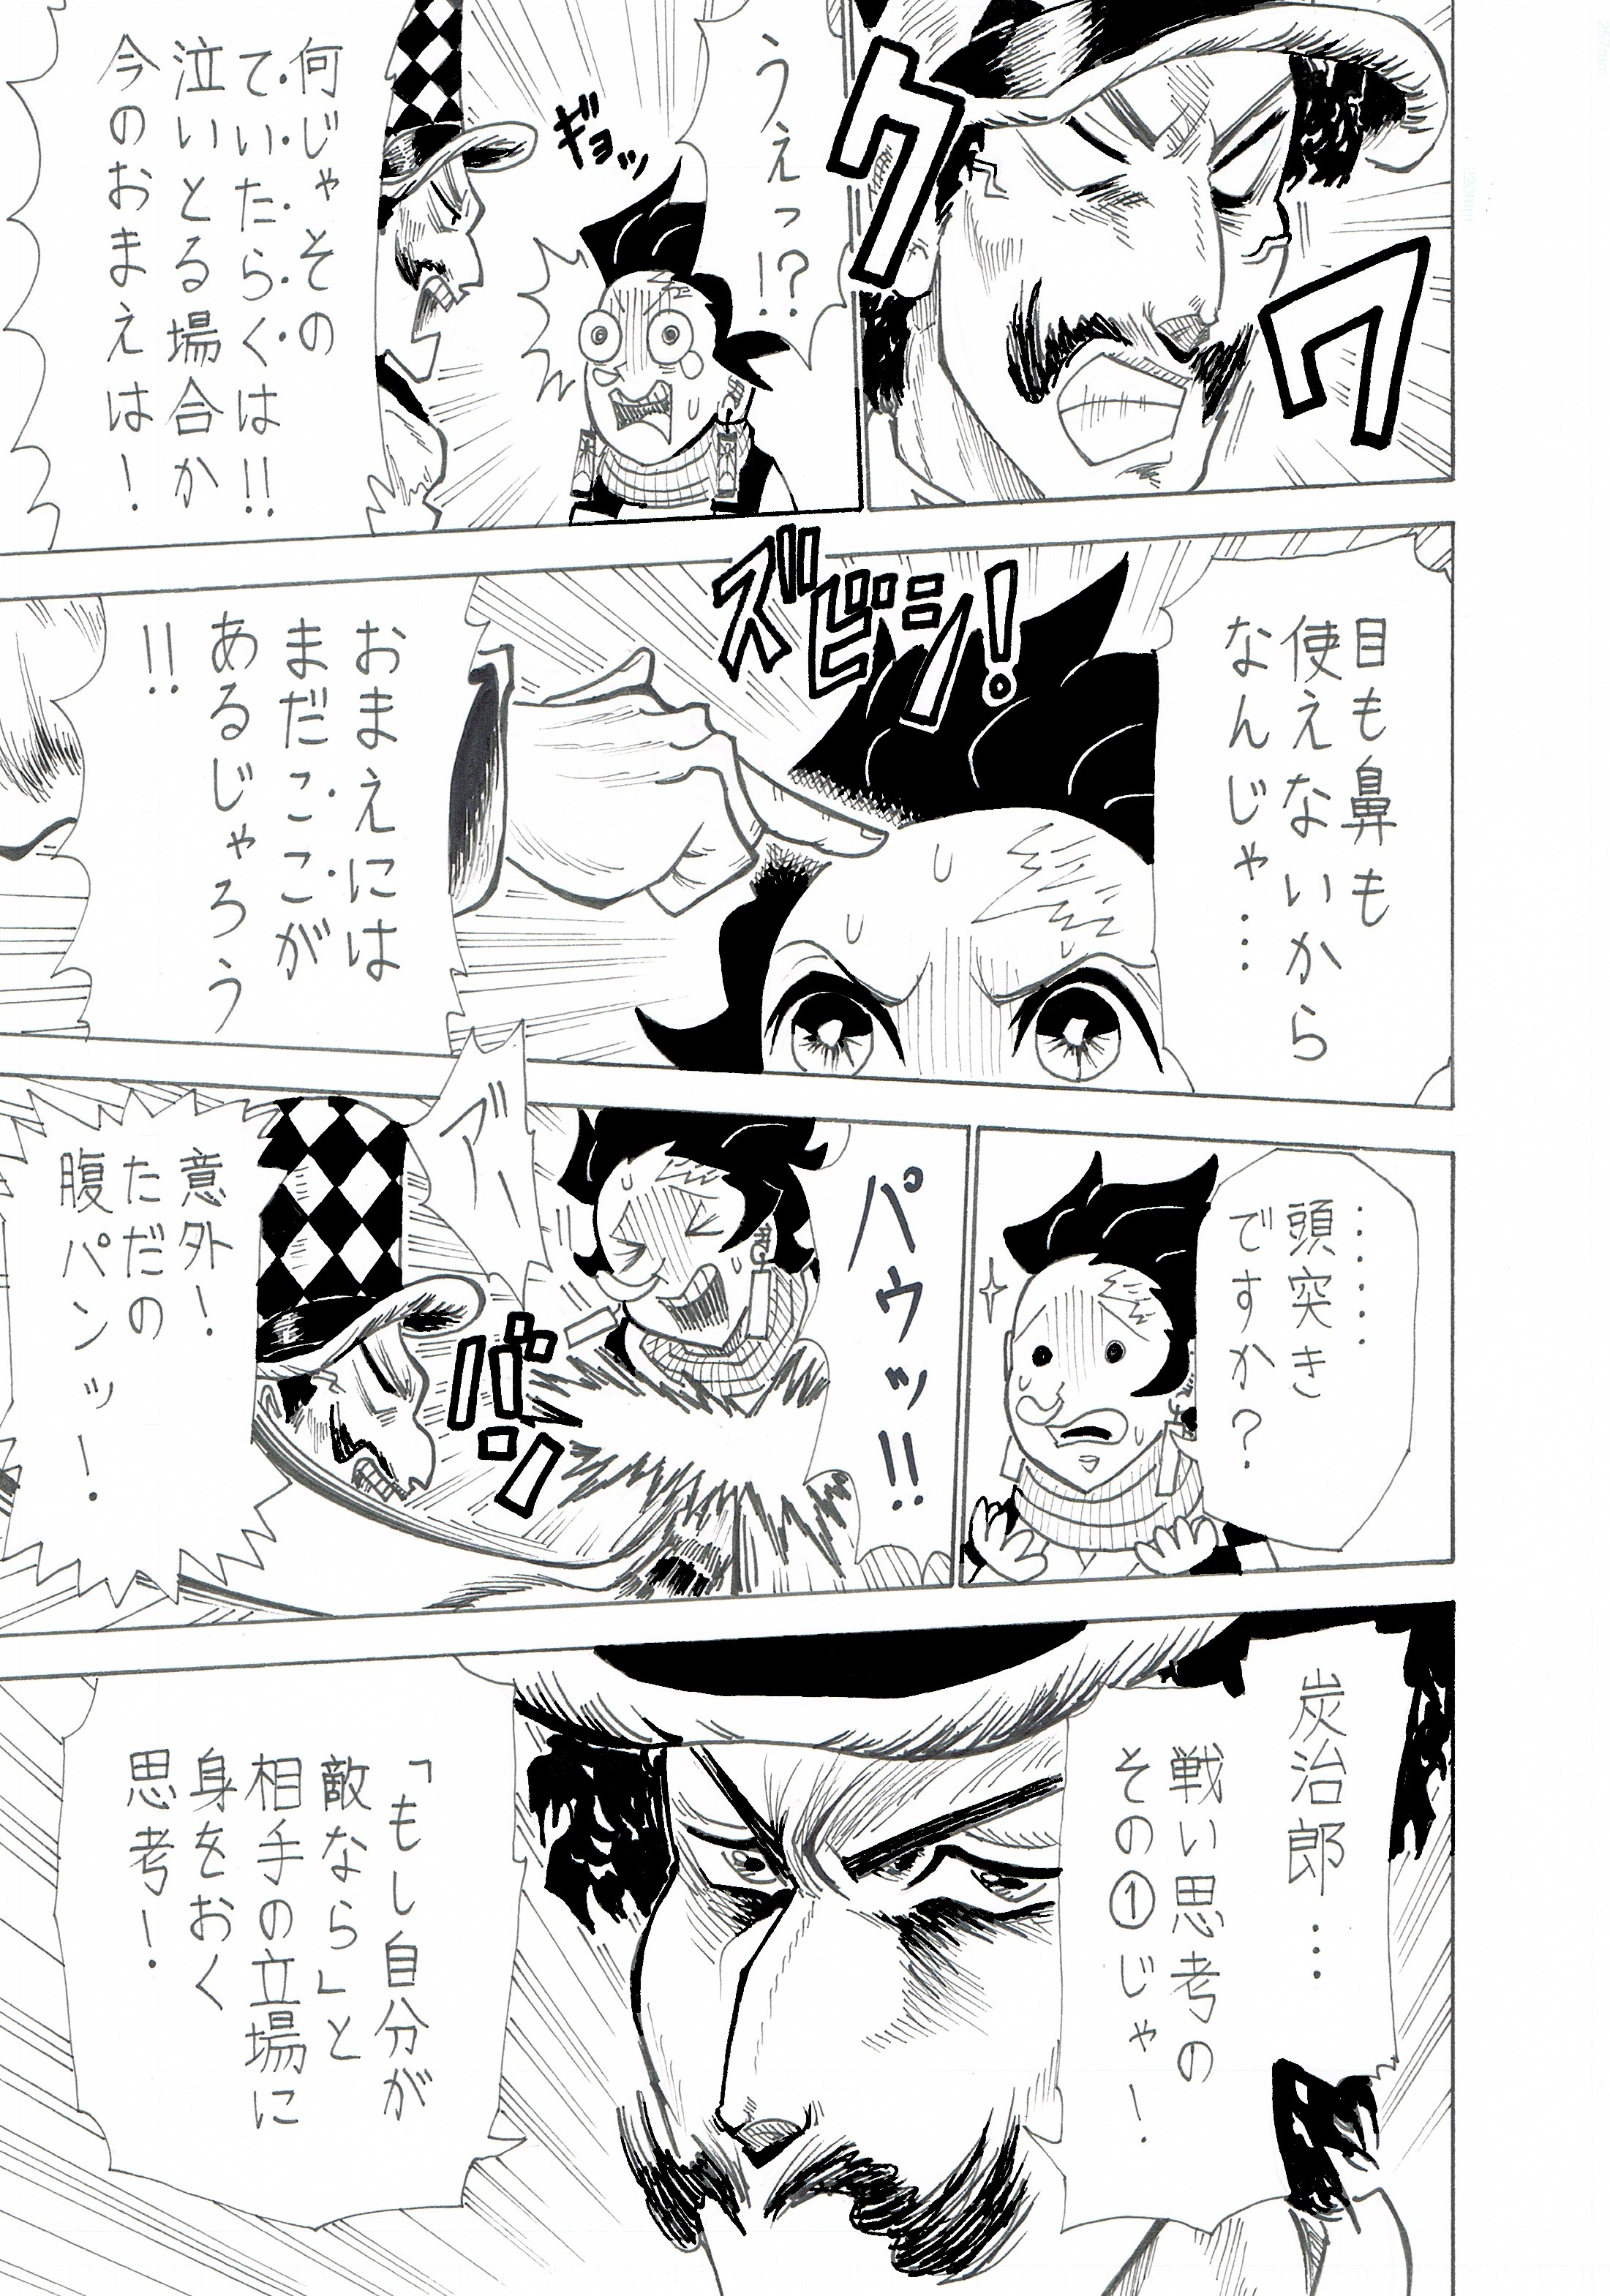 クワ
うえっ!?
ギョッ
何じゃその
ていたらくは!!
泣いとる場合か
今のおまえは!
目も鼻も
使えないから
なんじゃ…
ズビシ!
おまえには
まだここが
あるじゃろう
!!
……
頭突き
ですか?
パウッ!!
バン
意外!
ただの
腹パンッ!
炭治郎…
戦い思考の
その①じゃ!
「もし自分が
敵なら」と
相手の立場に
身をおく
思考!